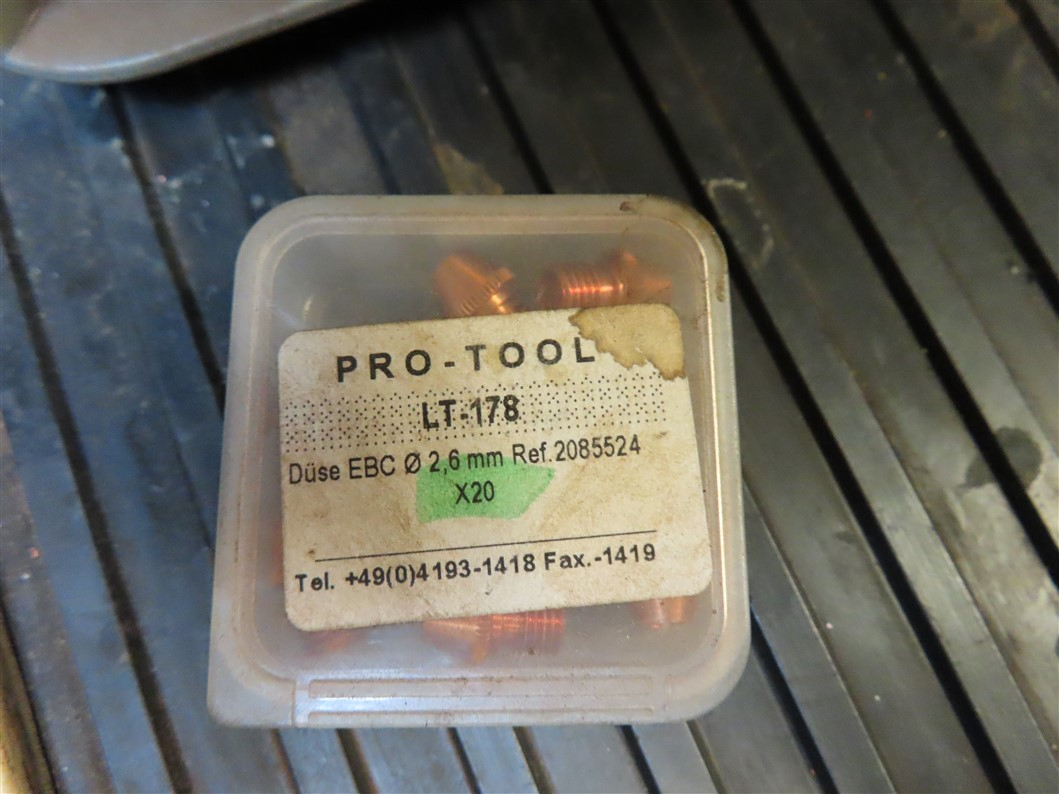 PRO-TOOL
LT-178
Düse EBC Ø 2,6 mm Ref.2085524
X20
Tel. +49(0)4193-1418 Fax.-1419